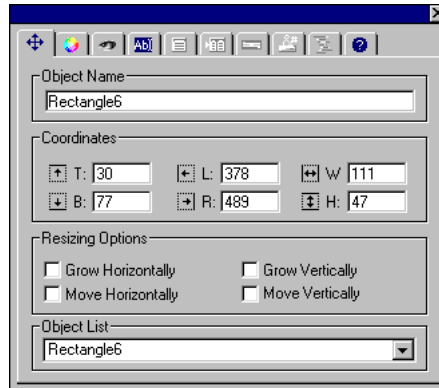 Ab
?
Object Name
Rectangle6
Coordinates
T: 30 L: 378 W 111
B: 77 R: 489 H: 47
Resizing Options
Grow Horizontally Grow Vertically
Move Horizontally Move Vertically
Object List
Rectangle6